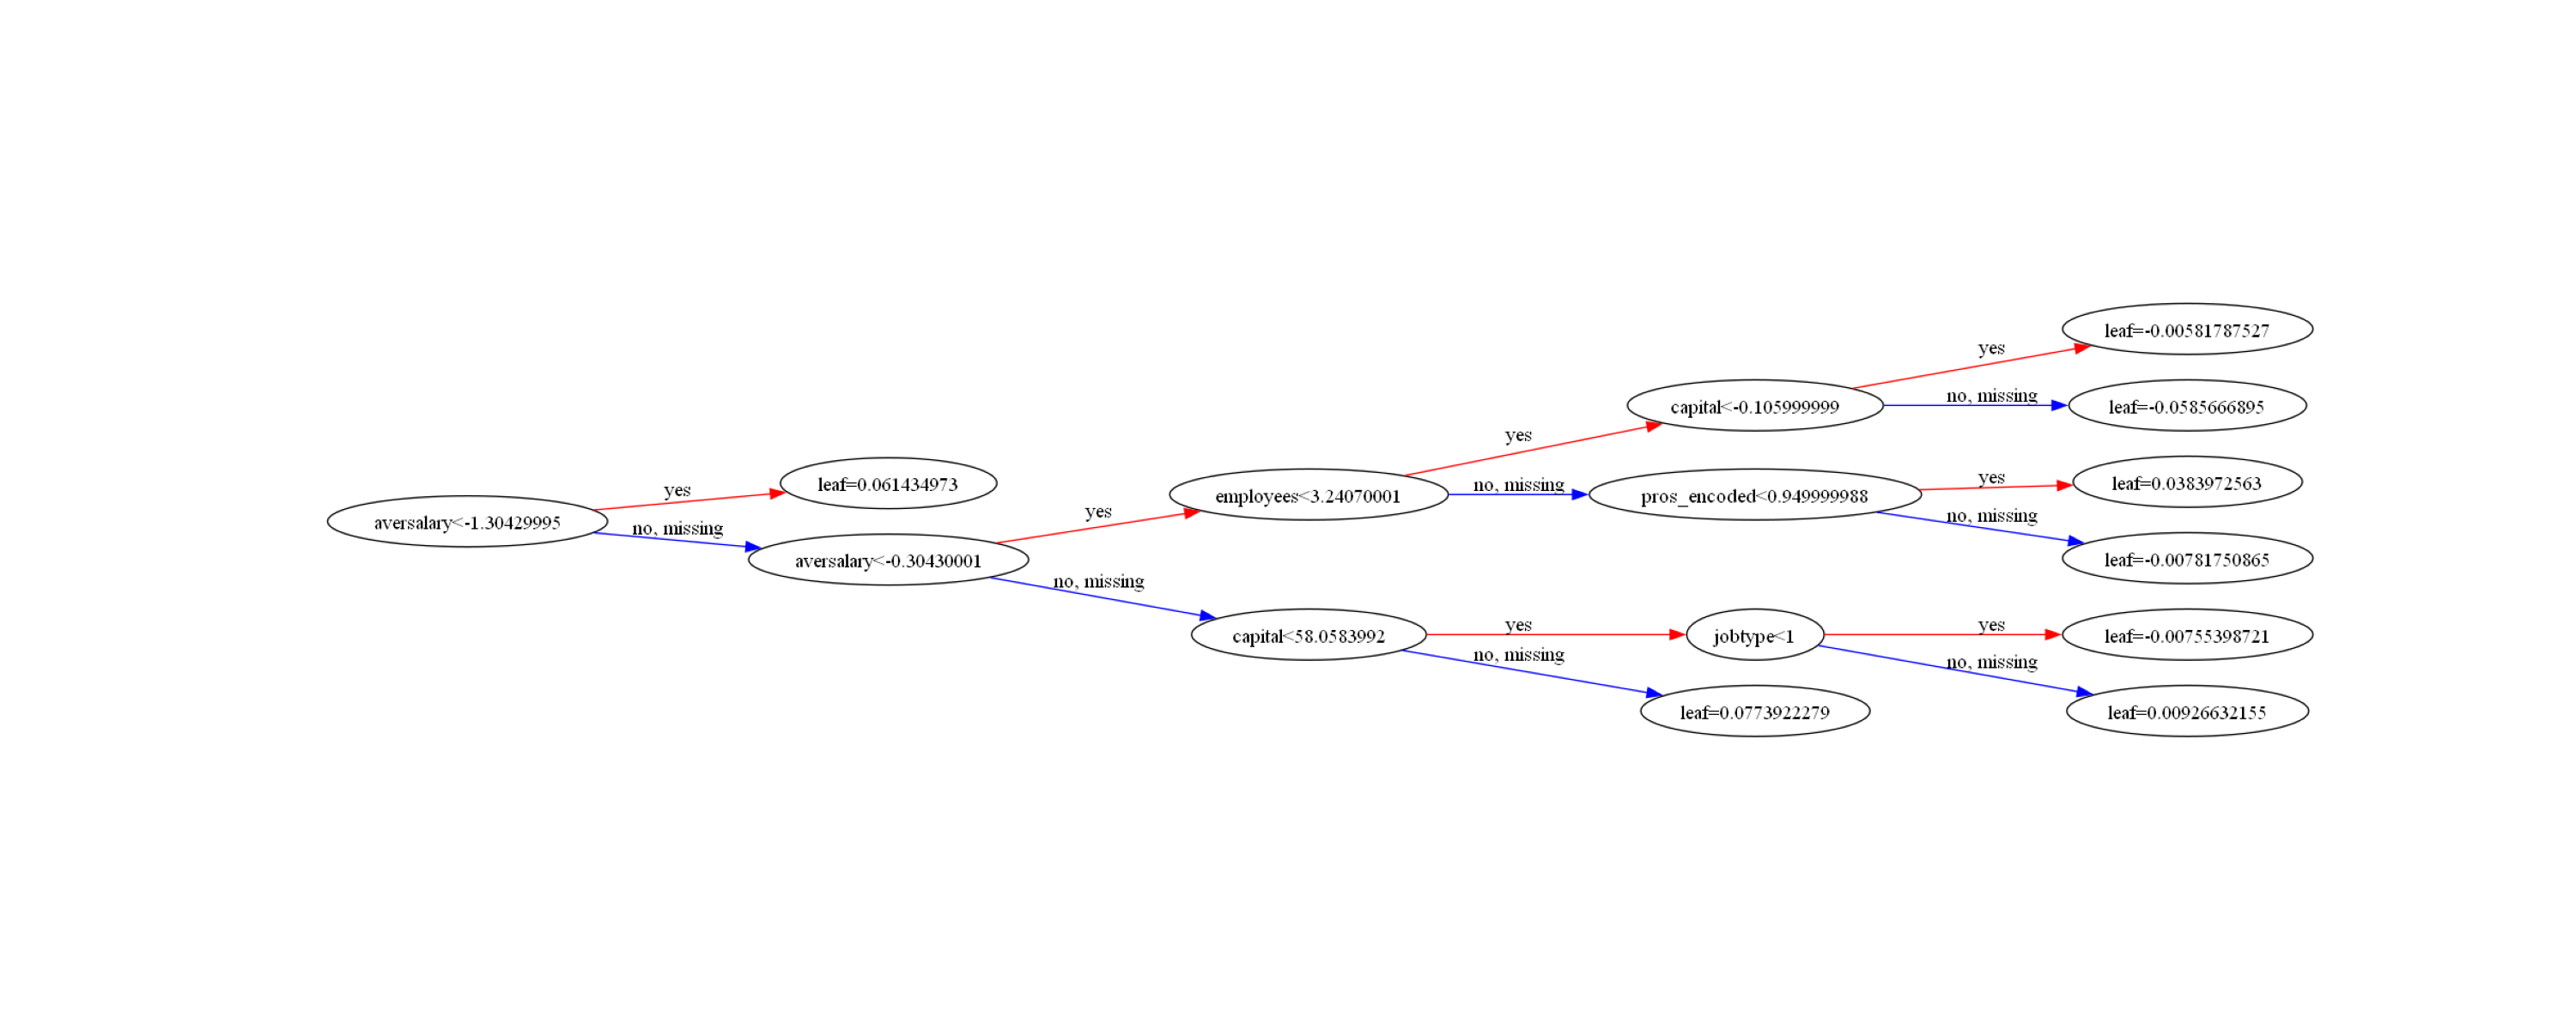 leaf=-0.00581787527
yes
no, missing
capital<-0.105999999
leaf=-0.0585666895
yes
yes
leaf=0.0383972563
leaf=0.061434973
no, missing
pros_encoded<0.949999988
employees<3.24070001
yes
yes
no, missing
aversalary<-1.30429995
no, missing
leaf=-0.00781750865
aversalary<-0.30430001
no, missing
yes
yes
capital<58.0583992
jobtype<1
leaf=-0.00755398721
no, missing
no, missing
leaf=0.0773922279
leaf=0.00926632155